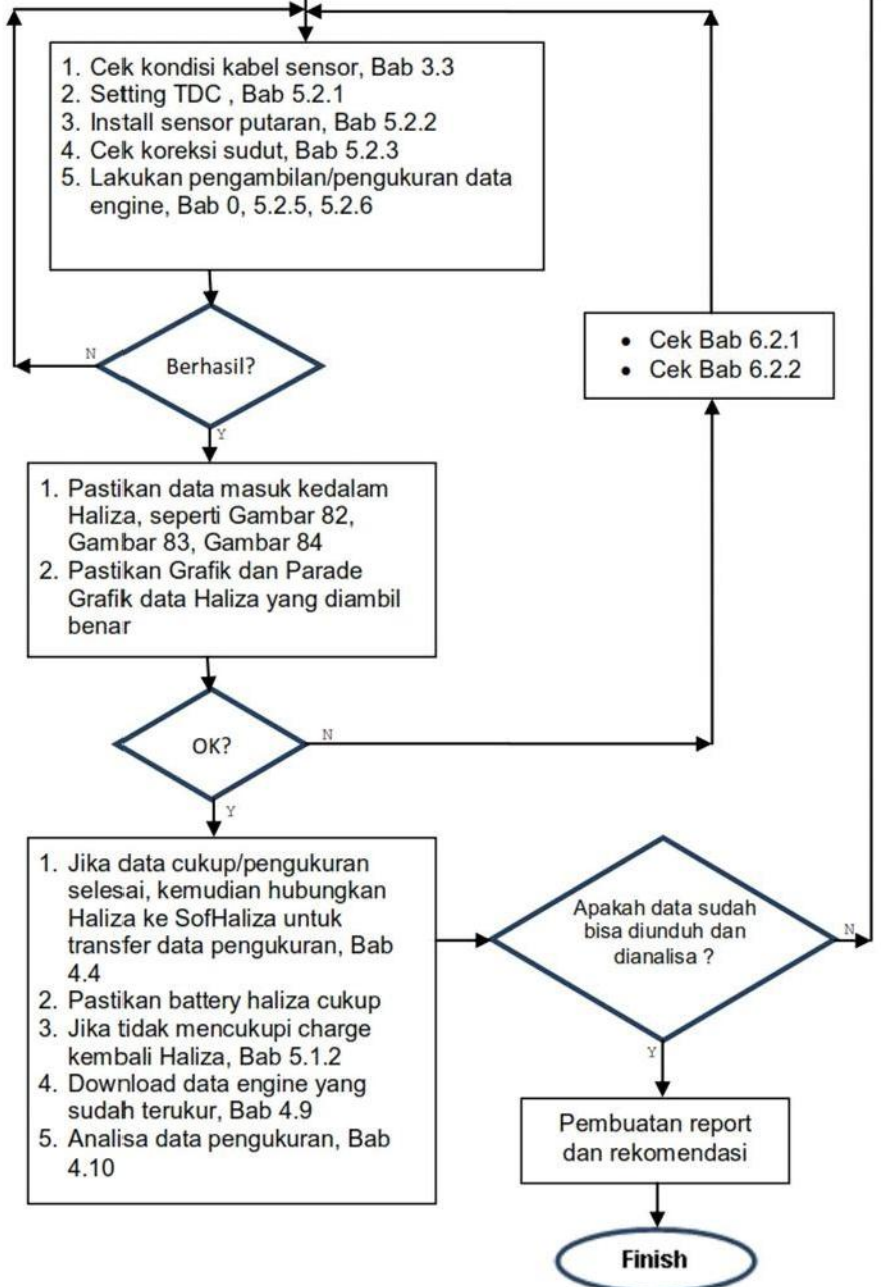 1. Cek kondisi kabel sensor, Bab 3.3
2. Setting TDC , Bab 5.2.1
3. Install sensor putaran, Bab 5.2.2
4. Cek koreksi sudut, Bab 5.2.3
5. Lakukan pengambilan/pengukuran data
engine, Bab 0, 5.2.5, 5.2.6
N
Berhasil?
Y
• Cek Bab 6.2.1
• Cek Bab 6.2.2
1. Pastikan data masuk kedalam
Haliza, seperti Gambar 82,
Gambar 83, Gambar 84
2. Pastikan Grafik dan Parade
Grafik data Haliza yang diambil
benar
OK?
N
Y
1. Jika data cukup/pengukuran
selesai, kemudian hubungkan
Haliza ke SofHaliza untuk
transfer data pengukuran, Bab
4.4
2. Pastikan battery haliza cukup
3. Jika tidak mencukupi charge
kembali Haliza, Bab 5.1.2
4. Download data engine yang
sudah terukur, Bab 4.9
5. Analisa data pengukuran, Bab
4.10
Apakah data sudah
bisa diunduh dan
dianalisa ?
N
Y
Pembuatan report
dan rekomendasi
Finish